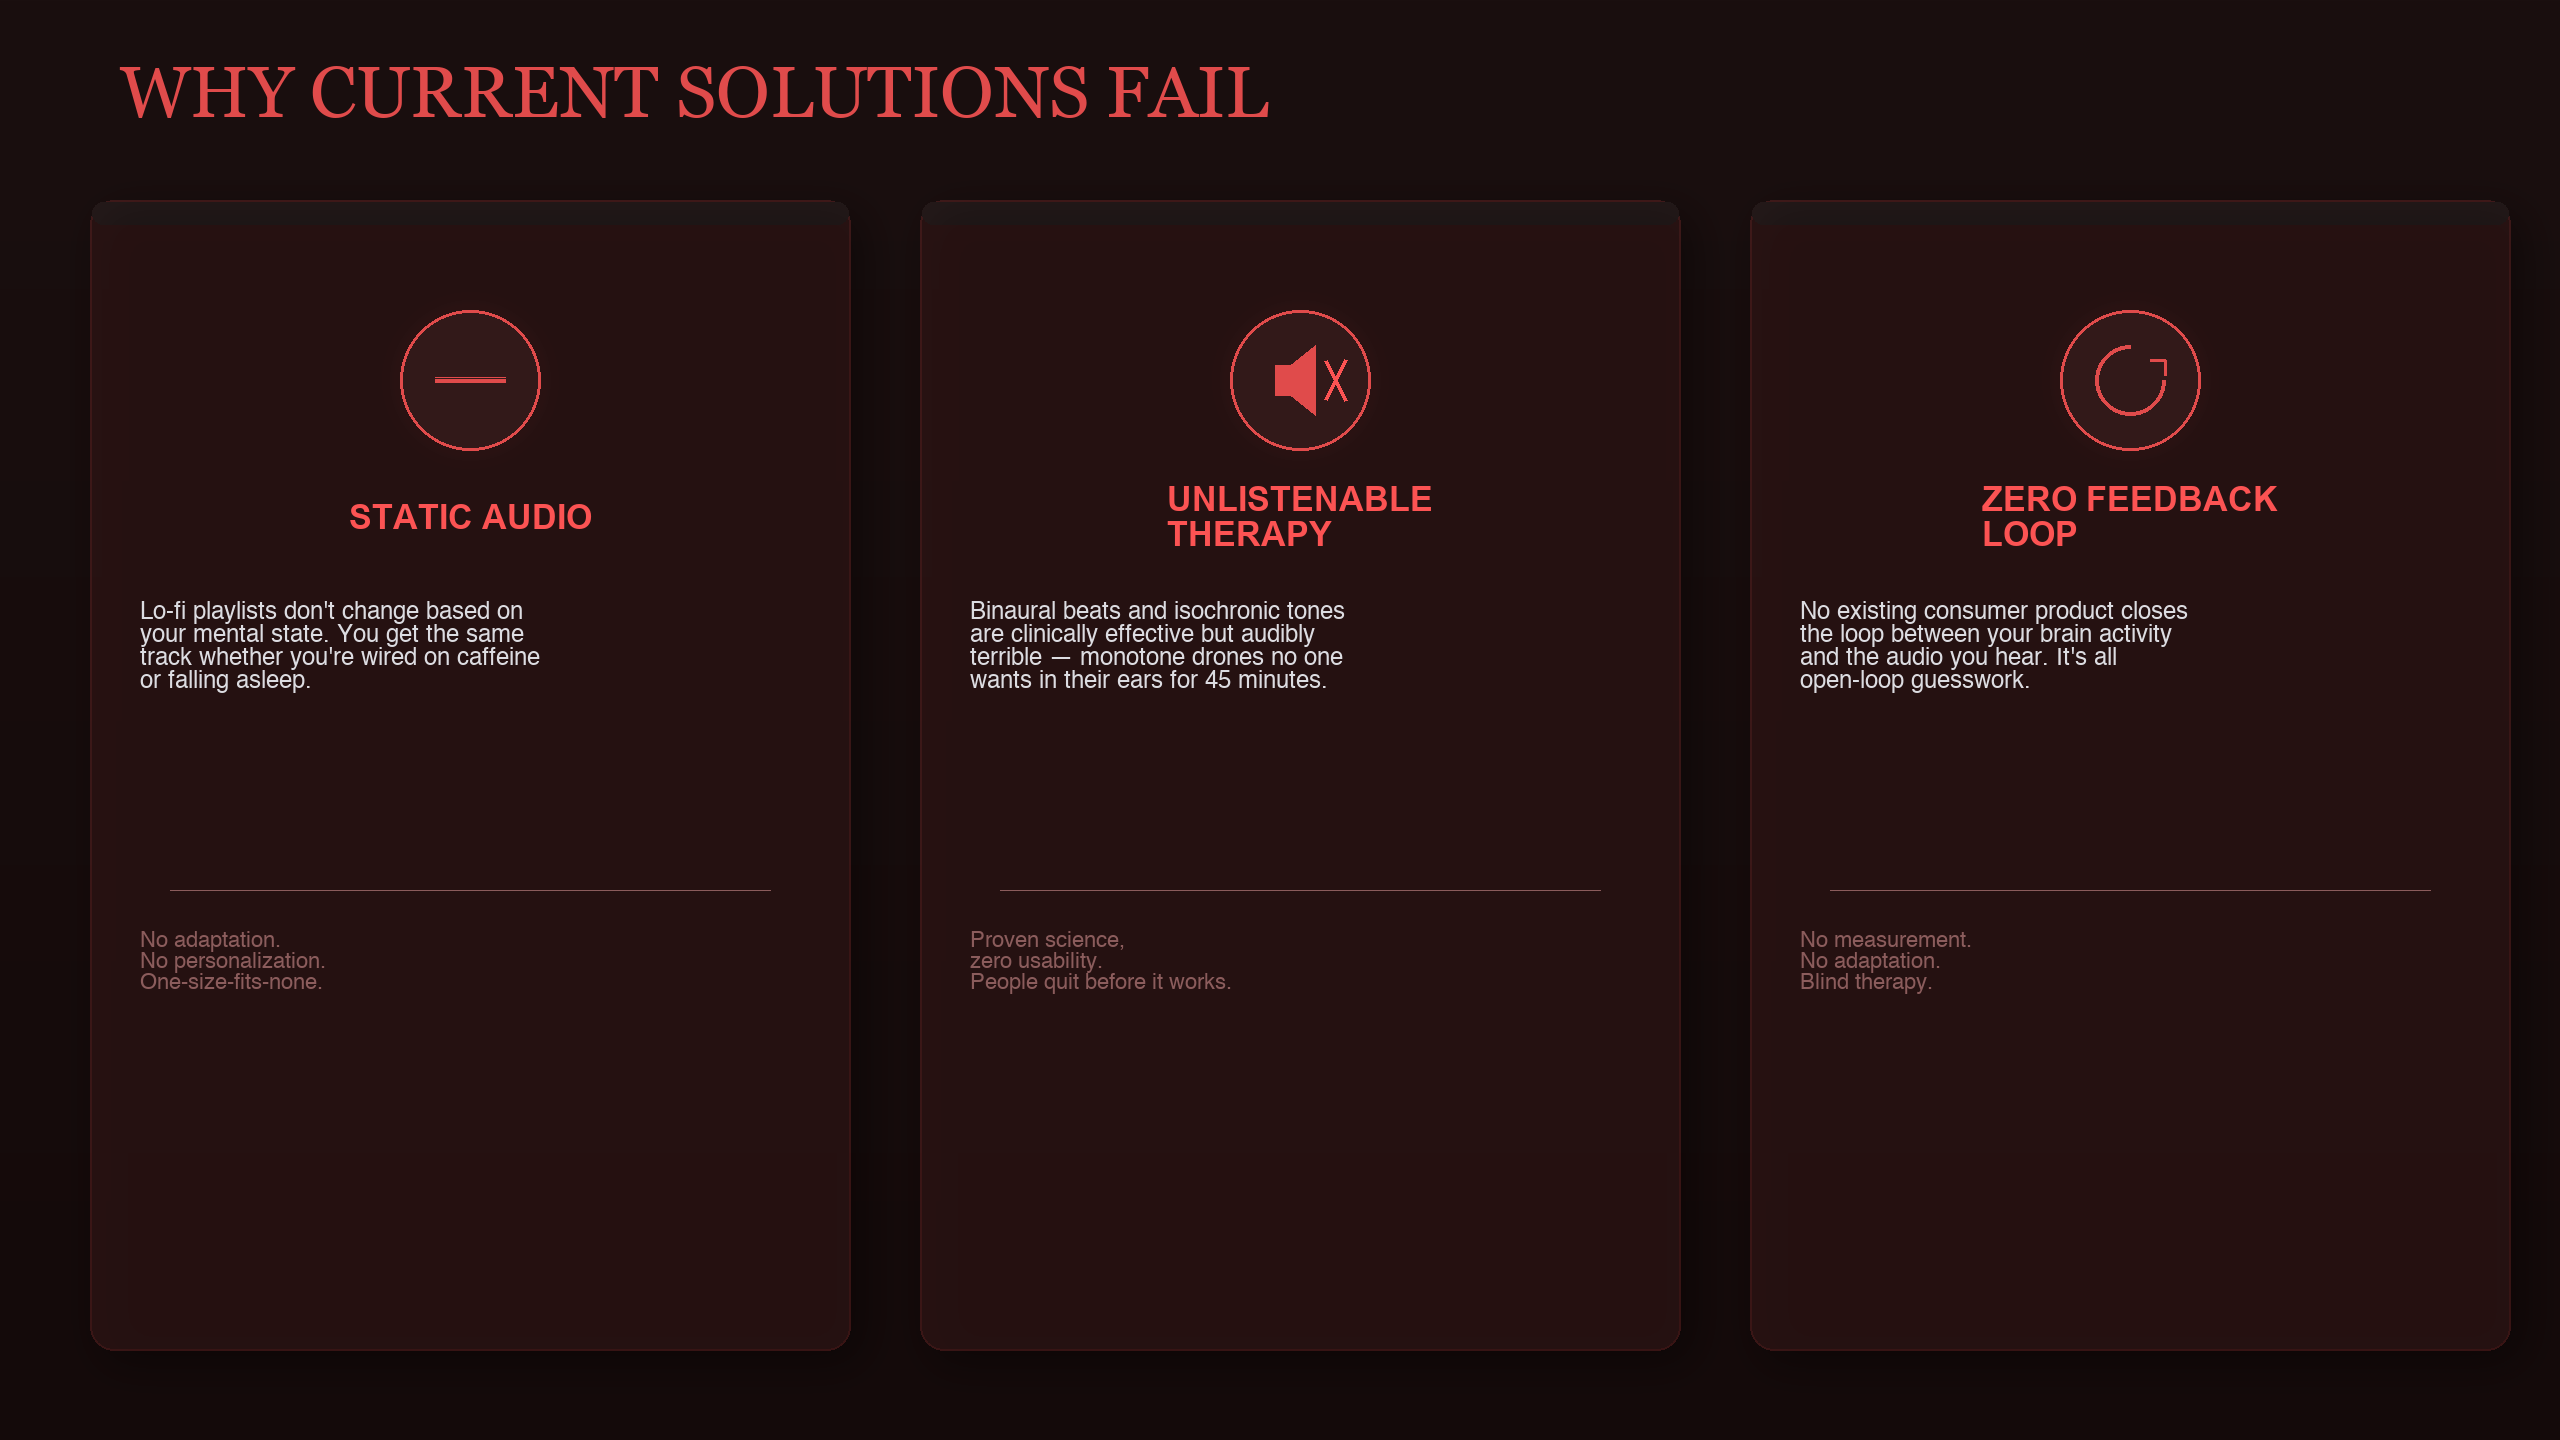 WHY CURRENT SOLUTIONS FAIL
STATIC AUDIO
Lo-fi playlists don't change based on
your mental state. You get the same
track whether you're wired on caffeine
or falling asleep.
No adaptation.
No personalization.
One-size-fits-none.
UNLISTENABLE
THERAPY
Binaural beats and isochronic tones
are clinically effective but audibly
terrible — monotone drones no one
wants in their ears for 45 minutes.
Proven science,
zero usability.
People quit before it works.
ZERO FEEDBACK
LOOP
No existing consumer product closes
the loop between your brain activity
and the audio you hear. It's all
open-loop guesswork.
No measurement.
No adaptation.
Blind therapy.